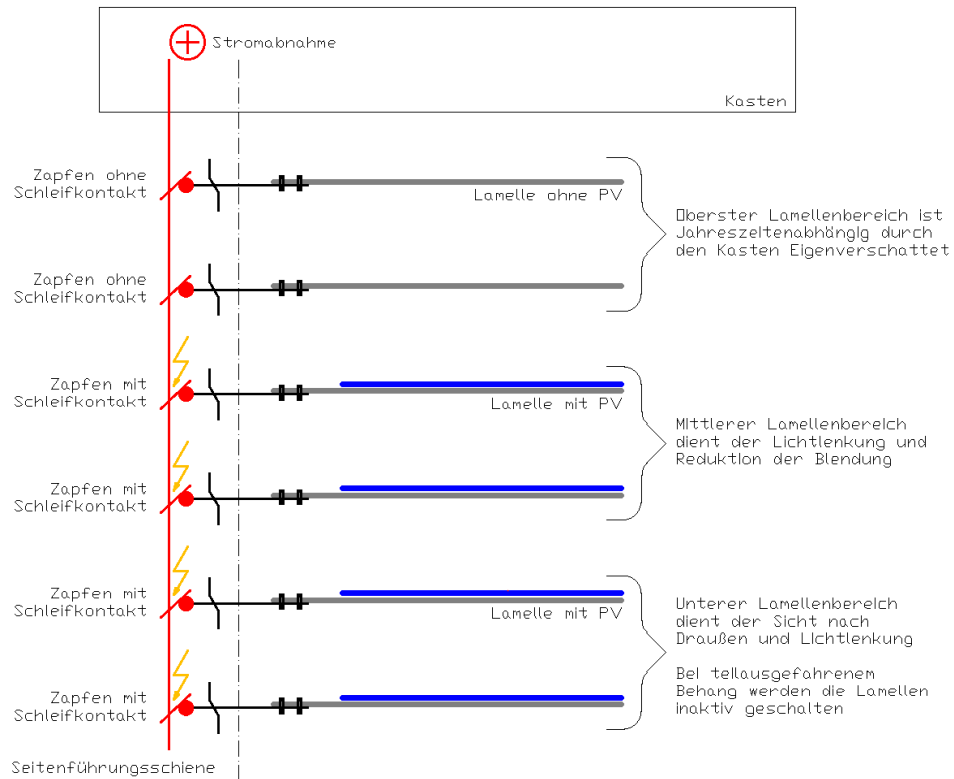 Stromabnahme
Kasten
Zapfen ohne
Schleifkontakt
Lamelle ohne PV
Oberster Lamellenbereich ist
Jahreszeitenabhängig durch
den Kasten Eigenverschattet
Zapfen ohne
Schleifkontakt
Zapfen mit
Schleifkontakt
Lamelle mit PV
Mittlerer Lamellenbereich
dient der Lichtlenkung und
Reduktion der Blendung
Zapfen mit
Schleifkontakt
Zapfen mit
Schleifkontakt
Lamelle mit PV
Unterer Lamellenbereich
dient der Sicht nach
Draußen und Lichtlenkung
Bei teilausgefahrenem
Behang werden die Lamellen
inaktiv geschalten
Zapfen mit
Schleifkontakt
Seitenführungsschiene